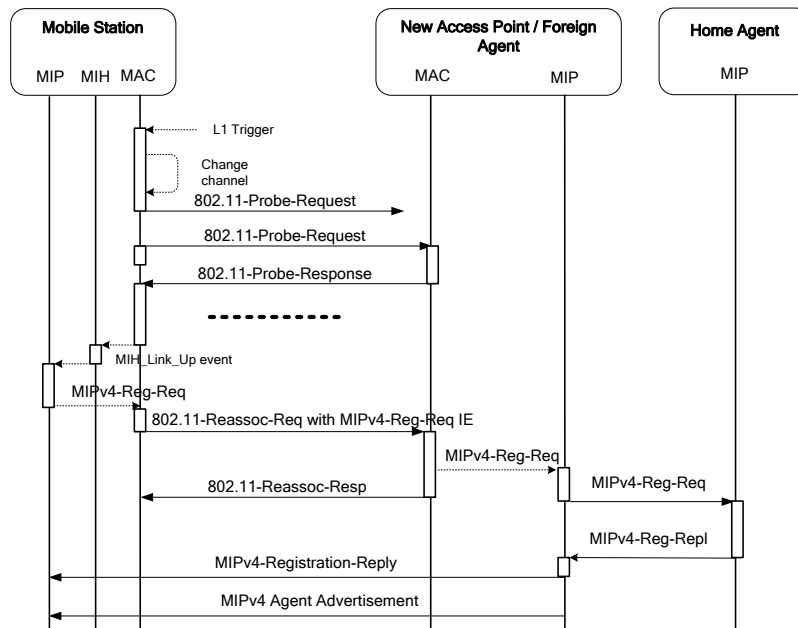 Mobile Station
New Access Point / Foreign
Agent
Home Agent
MIP
MIH
MAC
MAC
MIP
MIP
L1 Trigger
Change
channel
802.11-Probe-Request
802.11-Probe-Request
802.11-Probe-Response
MIH_Link_Up event
MIPv4-Reg-Req
802.11-Reassoc-Req with MIPv4-Reg-Req IE
MIPv4-Reg-Req
802.11-Reassoc-Resp
MIPv4-Reg-Req
MIPv4-Reg-Repl
MIPv4-Registration-Reply
MIPv4 Agent Advertisement